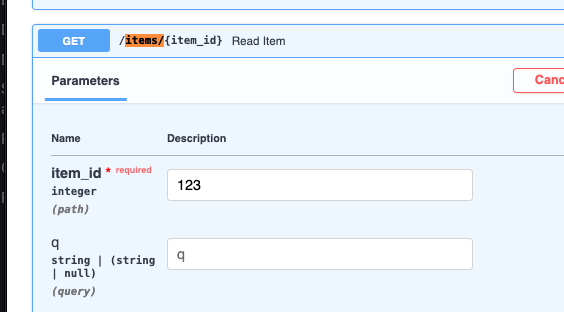 GET /items/{item_id} Read Item
Parameters
Canc
Name Description
item_id * required
integer
(path)
123
q
string | (string
| null)
(query)
q